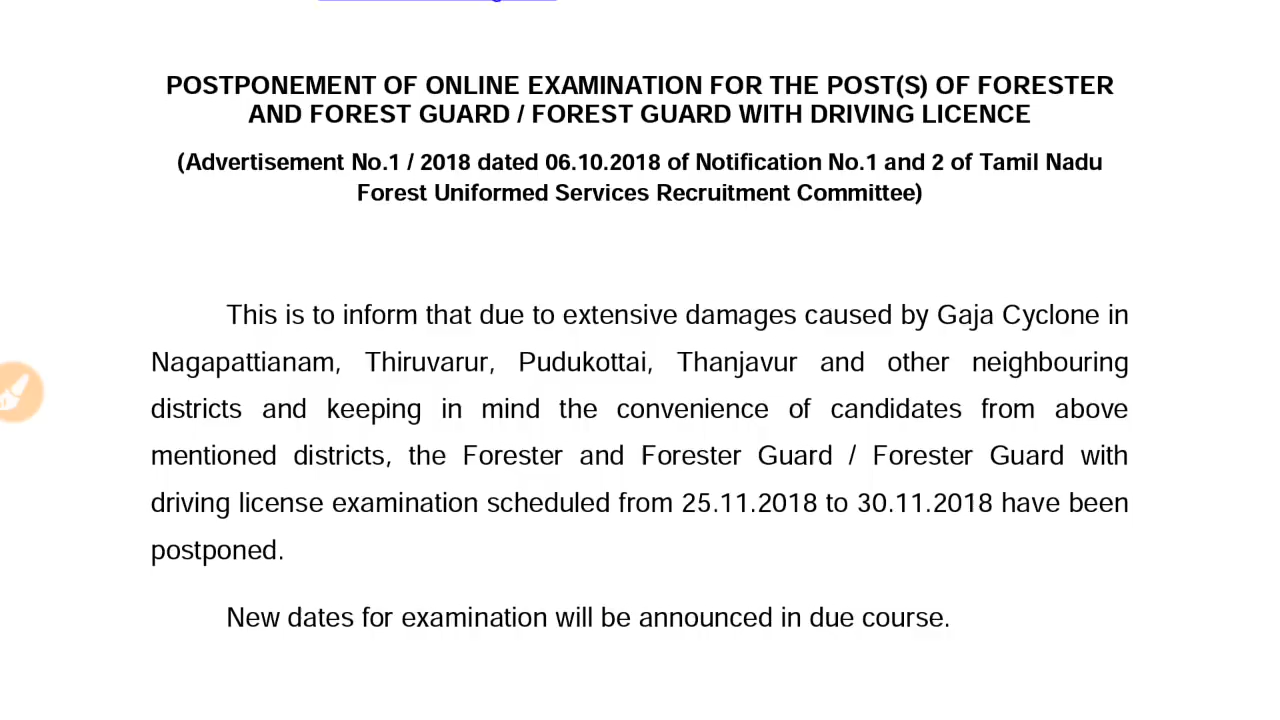 POSTPONEMENT OF ONLINE EXAMINATION FOR THE POST(S) OF FORESTER
AND FOREST GUARD / FOREST GUARD WITH DRIVING LICENCE
(Advertisement No.1 / 2018 dated 06.10.2018 of Notification No.1 and 2 of Tamil Nadu
Forest Uniformed Services Recruitment Committee)
This is to inform that due to extensive damages caused by Gaja Cyclone in
Nagapattianam, Thiruvarur, Pudukottai, Thanjavur and other neighbouring
districts and keeping in mind the convenience of candidates from above
mentioned districts, the Forester and Forester Guard / Forester Guard with
driving license examination scheduled from 25.11.2018 to 30.11.2018 have been
postponed.
New dates for examination will be announced in due course.